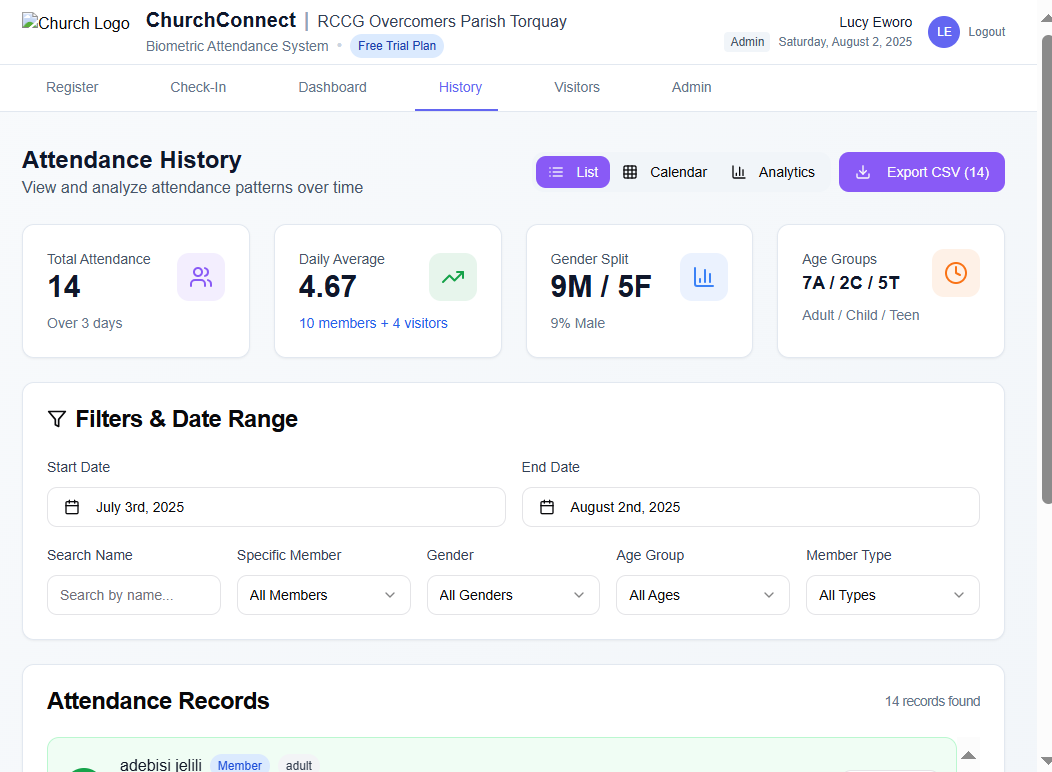 Church Logo
ChurchConnect | RCCG Overcomers Parish Torquay
Biometric Attendance System • Free Trial Plan
Lucy Eworo
Admin Saturday, August 2, 2025
LE
Logout
Register Check-In Dashboard History Visitors Admin
Attendance History
View and analyze attendance patterns over time
List Calendar Analytics Export CSV (14)
Total Attendance
14
Over 3 days
Daily Average
4.67
10 members + 4 visitors
Gender Split
9M / 5F
9% Male
Age Groups
7A / 2C / 5T
Adult / Child / Teen
Filters & Date Range
Start Date
July 3rd, 2025
End Date
August 2nd, 2025
Search Name
Search by name...
Specific Member
All Members
Gender
All Genders
Age Group
All Ages
Member Type
All Types
Attendance Records
14 records found
adebisi jelili Member adult